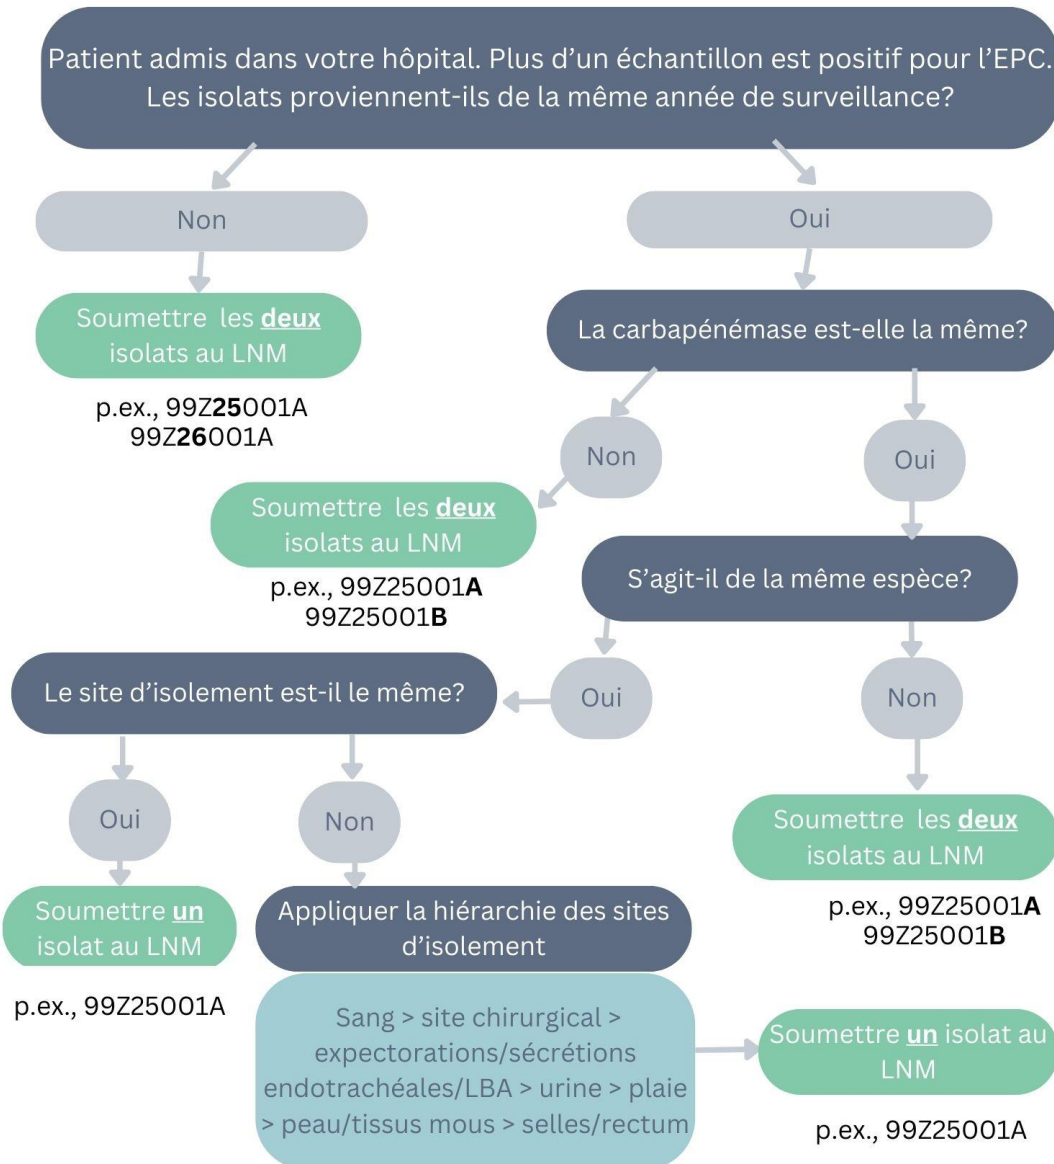 Patient admis dans votre hôpital. Plus d’un échantillon est positif pour l’EPC.
Les isolats proviennent-ils de la même année de surveillance?
Non
Oui
Soumettre les deux
isolats au LNM
p.ex., 99Z25001A
99Z26001A
La carbapénémase est-elle la même?
Non
Oui
Soumettre les deux
isolats au LNM
p.ex., 99Z25001A
99Z25001B
S’agit-il de la même espèce?
Le site d’isolement est-il le même?
Oui
Non
Oui
Non
Soumettre les deux
isolats au LNM
p.ex., 99Z25001A
99Z25001B
Soumettre un
isolat au LNM
p.ex., 99Z25001A
Appliquer la hiérarchie des sites
d’isolement
Sang > site chirurgical >
expectorations/sécrétions
endotrachéales/LBA > urine > plaie
> peau/tissus mous > selles/rectum
Soumettre un isolat au
LNM
p.ex., 99Z25001A